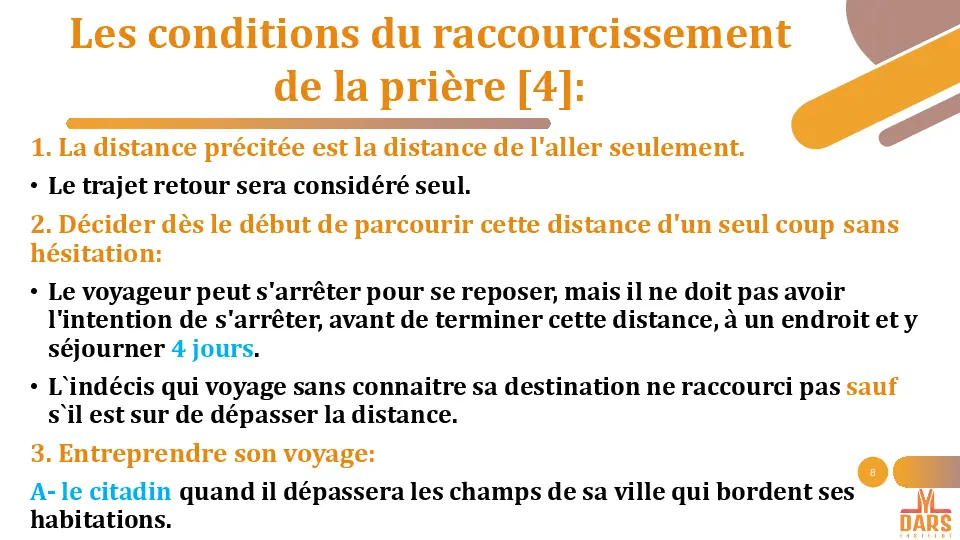 Les conditions du raccourcissement
de la prière [4]:
1. La distance précitée est la distance de l'aller seulement.
• Le trajet retour sera considéré seul.
2. Décider dès le début de parcourir cette distance d'un seul coup sans
hésitation:
• Le voyageur peut s'arrêter pour se reposer, mais il ne doit pas avoir
l'intention de s'arrêter, avant de terminer cette distance, à un endroit et y
séjourner 4 jours.
• L`indécis qui voyage sans connaitre sa destination ne raccourci pas sauf
s`il est sur de dépasser la distance.
3. Entreprendre son voyage:
8
A- le citadin quand il dépassera les champs de sa ville qui bordent ses
habitations.
DARS
INSTITUT